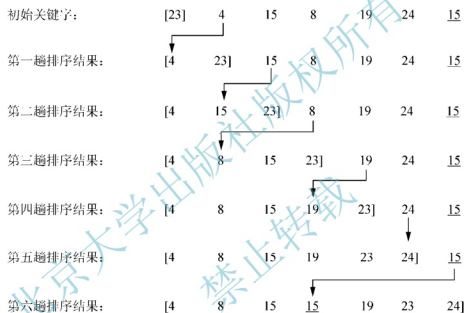 初始关键字： [23] 4 15 8 19 24 15
第一趟排序结果： [4 23] 15 8 19 24 15
第二趟排序结果： [4 15 23] 8 19 24 15
第三趟排序结果： [4 8 15 23] 19 24 15
第四趟排序结果： [4 8 15 19 23] 24 15
第五趟排序结果： [4 8 15 19 23 24] 15
第六趟排序结果： [4 8 15 15 19 23 24]
北京大学出版社版权所有
禁止转载